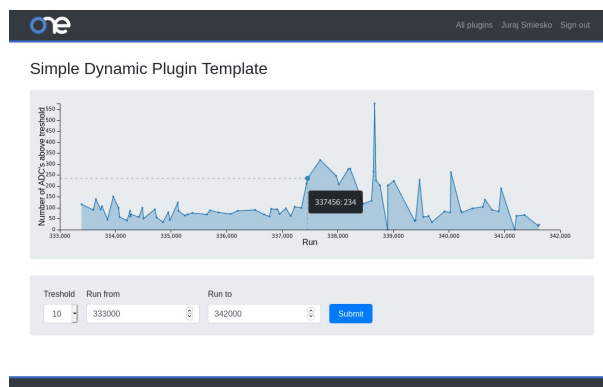 one
All plugins Juraj Smiesko Sign out
Simple Dynamic Plugin Template
Number of ADC's above treshold
550
500
450
400
350
300
250
200
150
100
50
0
337456: 234
333,000 334,000 335,000 336,000 337,000 338,000 339,000 340,000 341,000 342,000
Run
Treshold Run from Run to
10 333000 342000 Submit